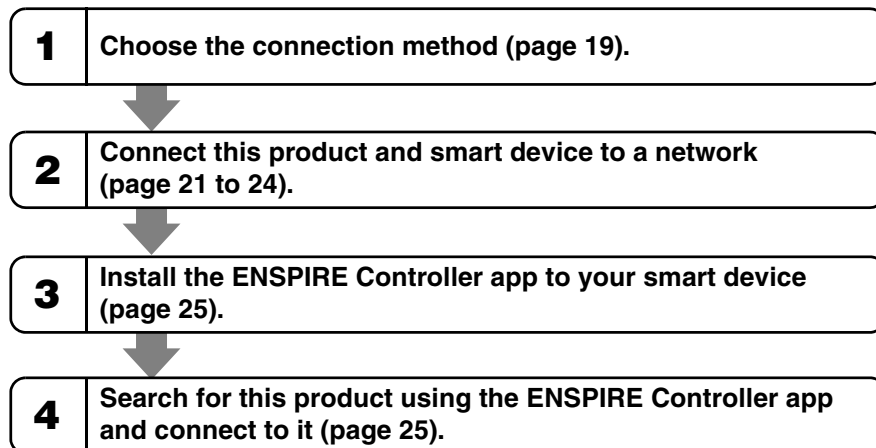 1
Choose the connection method (page 19).
2
Connect this product and smart device to a network
(page 21 to 24).
3
Install the ENSPIRE Controller app to your smart device
(page 25).
4
Search for this product using the ENSPIRE Controller app
and connect to it (page 25).